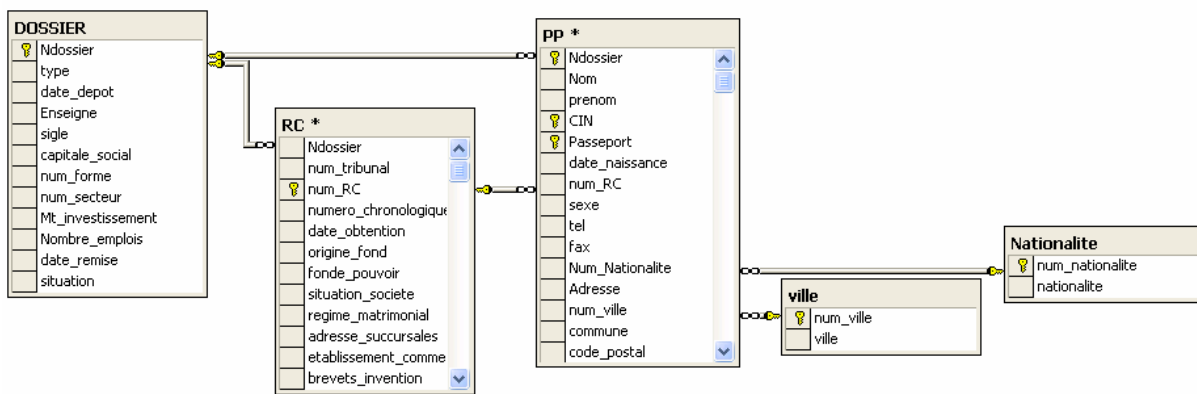 DOSSIER
Ndossier
type
date_depot
Enseigne
sigle
capitale_social
num_forme
num_secteur
Mt_investissement
Nombre_emplois
date_remise
situation
RC *
Ndossier
num_tribunal
num_RC
numero_chronologique
date_obtention
origine_fond
fonde_pouvoir
situation_societe
regime_matrimonial
adresse_succursales
etablissement_comme
brevets_invention
PP *
Ndossier
Nom
prenom
CIN
Passeport
date_naissance
num_RC
sexe
tel
fax
Num_Nationalite
Adresse
num_ville
commune
code_postal
ville
num_ville
ville
Nationalite
num_nationalite
nationalite